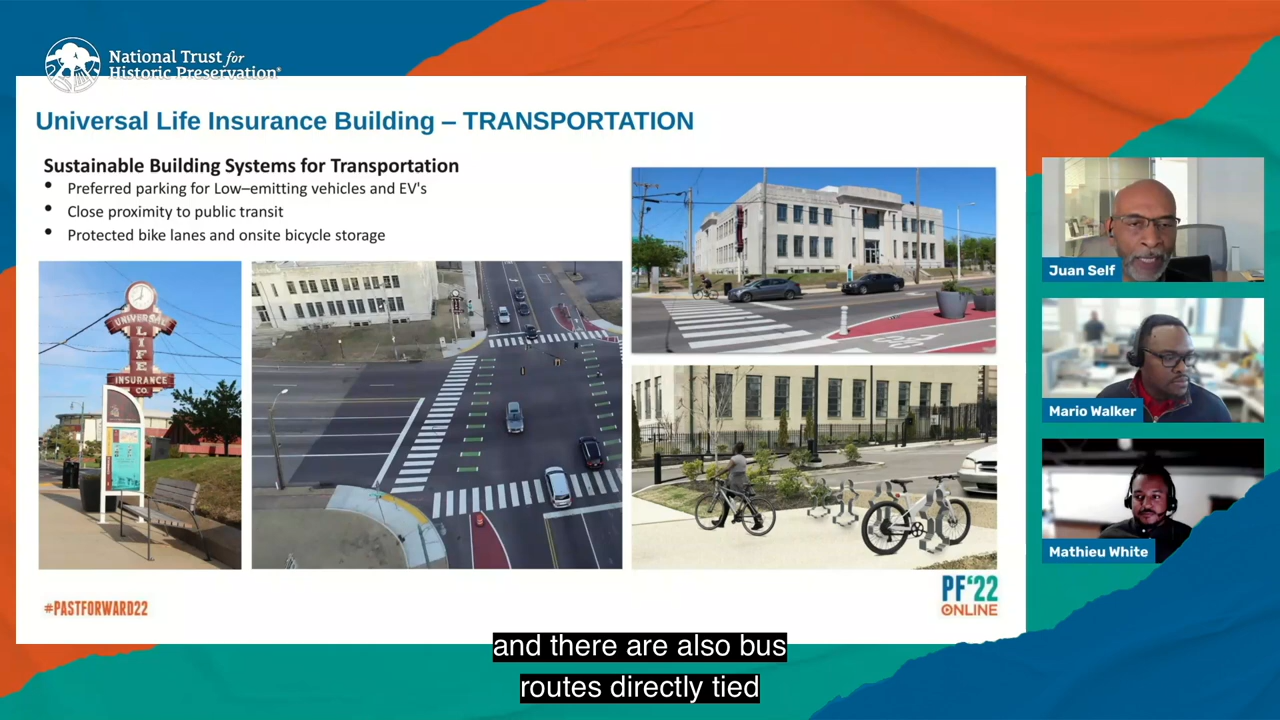 National Trust for
Historic Preservation®
Universal Life Insurance Building – TRANSPORTATION
Sustainable Building Systems for Transportation
• Preferred parking for Low–emitting vehicles and EV's
• Close proximity to public transit
• Protected bike lanes and onsite bicycle storage
UNIVERSAL
LIFE
INSURANCE
CO.
Juan Self
Mario Walker
Mathieu White
#PASTFORWARD22
PF'22
ONLINE
and there are also bus
routes directly tied